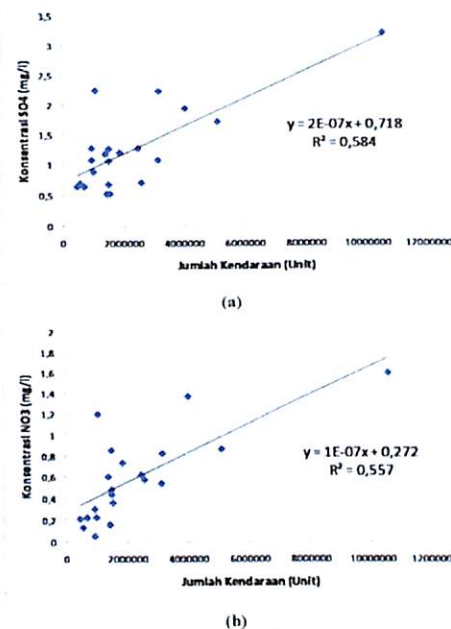 Konsentrasi SO4 (mg/l)
3,5
3
2,5
2
1,5
1
0,5
0
y = 2E-07x + 0,718
R² = 0,584
0 2000000 4000000 6000000 8000000 10000000 12000000
Jumlah Kendaraan (Unit)
(a)
Konsentrasi NO3 (mg/l)
2
1,8
1,6
1,4
1,2
1
0,8
0,6
0,4
0,2
0
y = 1E-07x + 0,272
R² = 0,557
0 2000000 4000000 6000000 8000000 10000000 1200000
Jumlah Kendaraan (Unit)
(b)